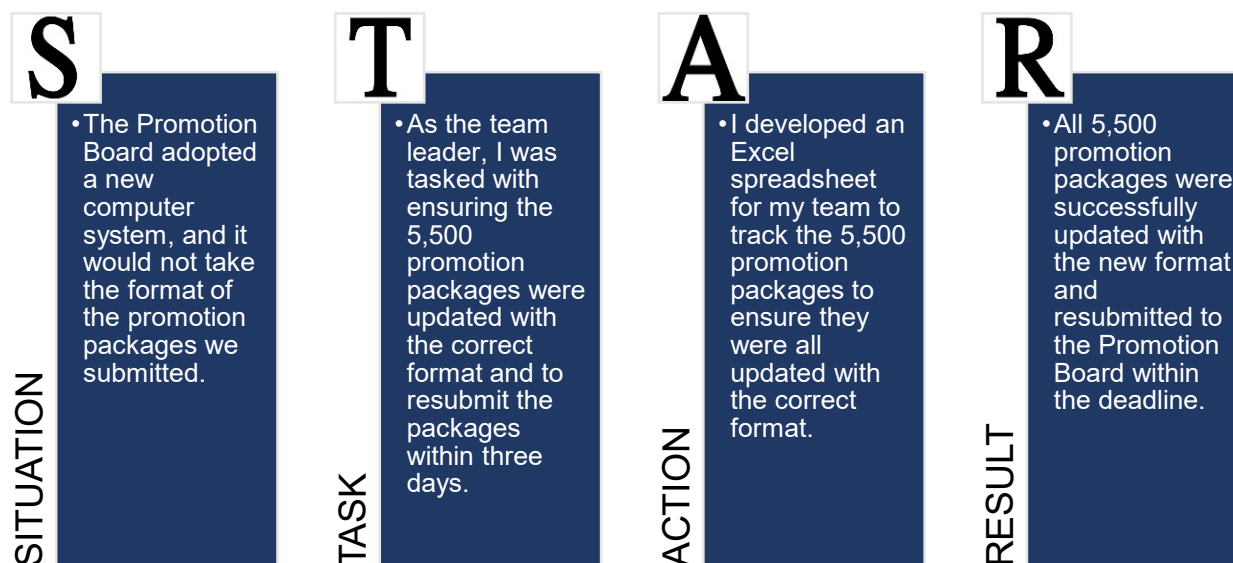 S
SITUATION
•The Promotion
Board adopted
a new
computer
system, and it
would not take
the format of
the promotion
packages we
submitted.
T
TASK
•As the team
leader, I was
tasked with
ensuring the
5,500
promotion
packages were
updated with
the correct
format and to
resubmit the
packages
within three
days.
A
ACTION
•I developed an
Excel
spreadsheet
for my team to
track the 5,500
promotion
packages to
ensure they
were all
updated with
the correct
format.
R
RESULT
•All 5,500
promotion
packages were
successfully
updated with
the new format
and
resubmitted to
the Promotion
Board within
the deadline.